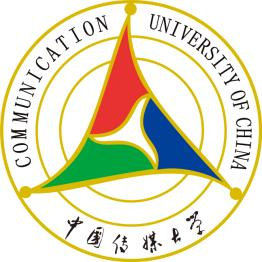 COMMUNICATION UNIVERSITY OF CHINA
中国传媒大学